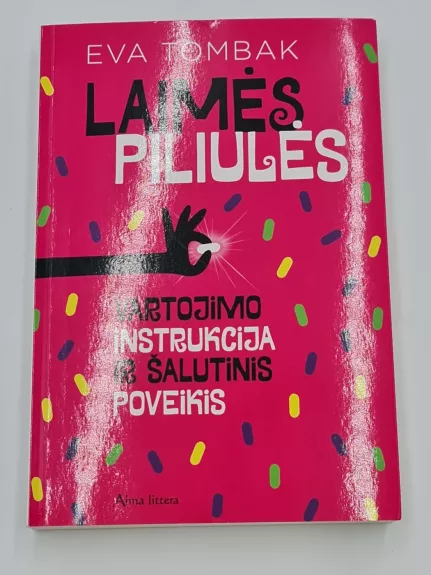 EVA TOMBAK
LAIMĖS
PILIULĖS
VARTOJIMO
INSTRUKCIJA
IR ŠALUTINIS
POVEIKIS
Alma littera